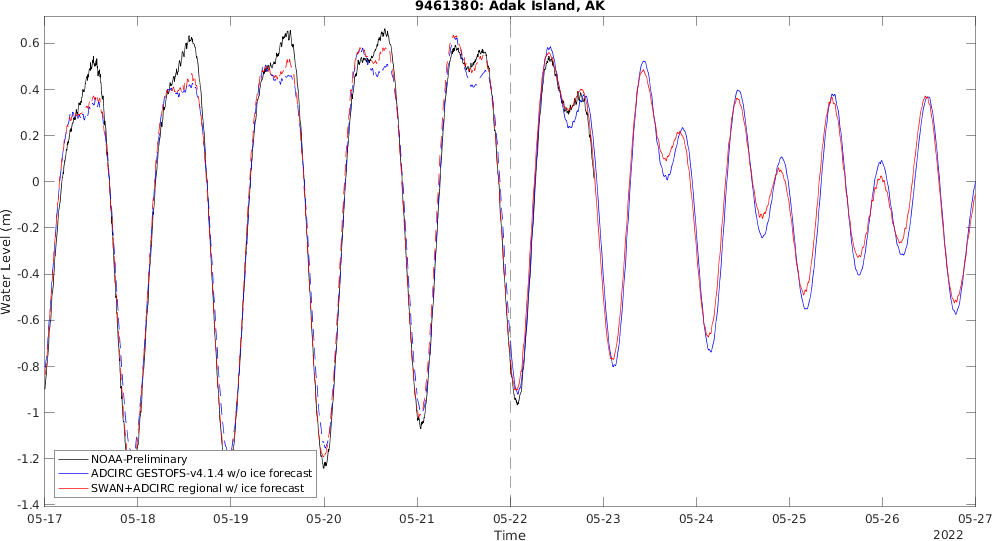 9461380: Adak Island, AK
Water Level (m)
0.6
0.4
0.2
0
-0.2
-0.4
-0.6
-0.8
-1
-1.2
-1.4
NOAA-Preliminary
ADCIRC GESTOFS-v4.1.4 w/o ice forecast
SWAN+ADCIRC regional w/ ice forecast
05-17 05-18 05-19 05-20 05-21 05-22 05-23 05-24 05-25 05-26 05-27
Time
2022